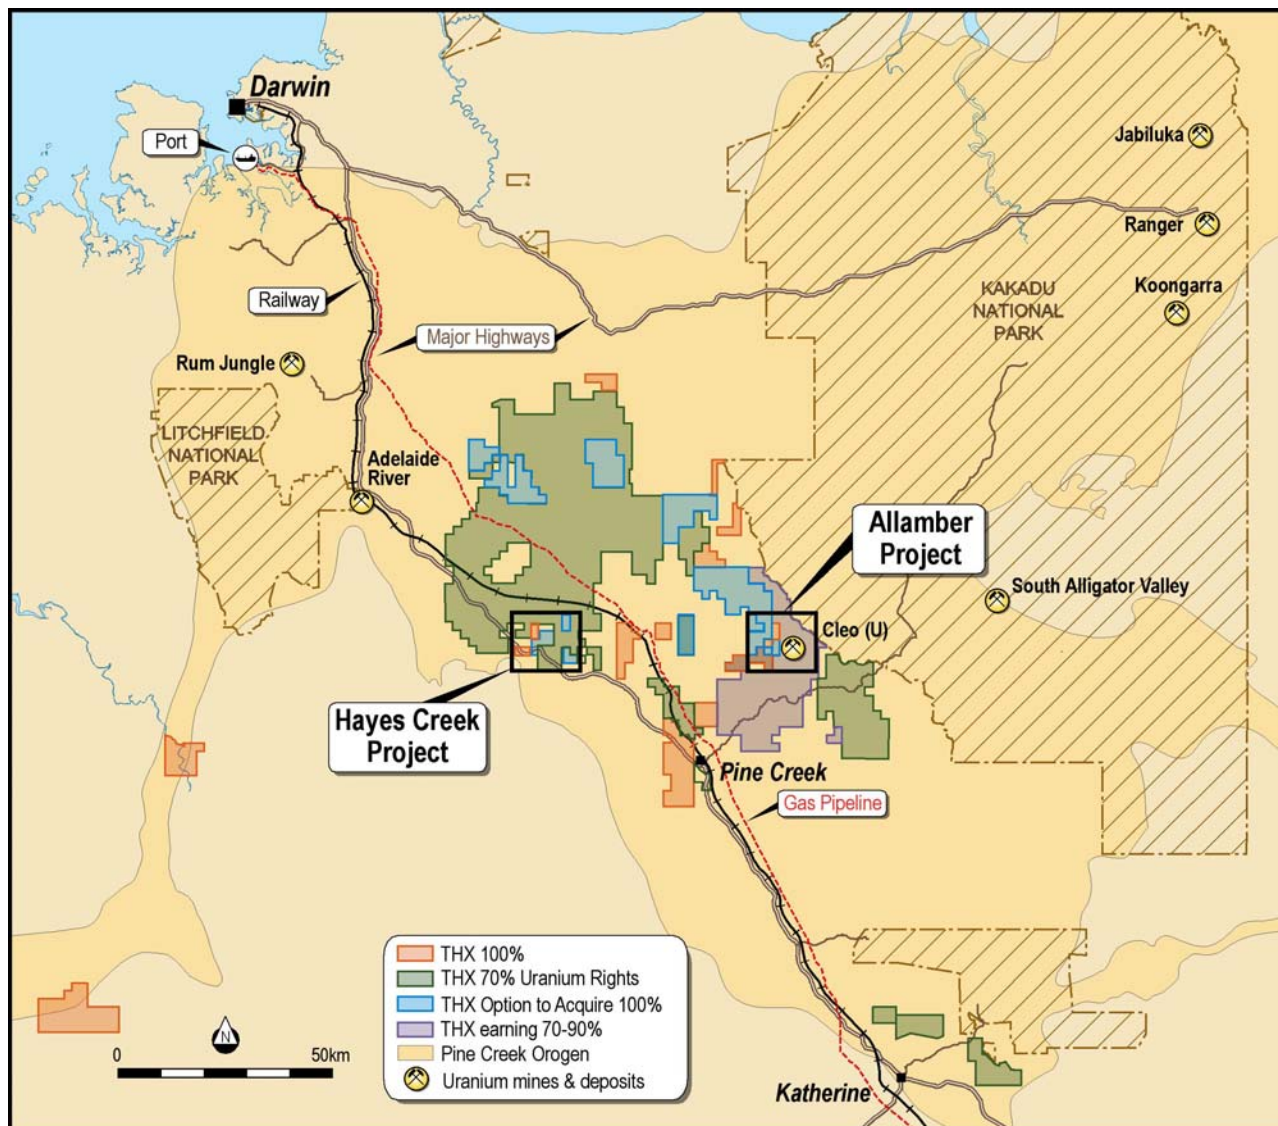 Darwin
Port
Jabiluka
Ranger
Railway
KAKADU
NATIONAL
PARK
Koongarra
Major Highways
Rum Jungle
LITCHFIELD
NATIONAL
PARK
Adelaide
River
Allamber
Project
South Alligator Valley
Cleo (U)
Hayes Creek
Project
Pine Creek
Gas Pipeline
THX 100%
THX 70% Uranium Rights
THX Option to Acquire 100%
THX earning 70-90%
Pine Creek Orogen
Uranium mines & deposits
N
0 50km
Katherine